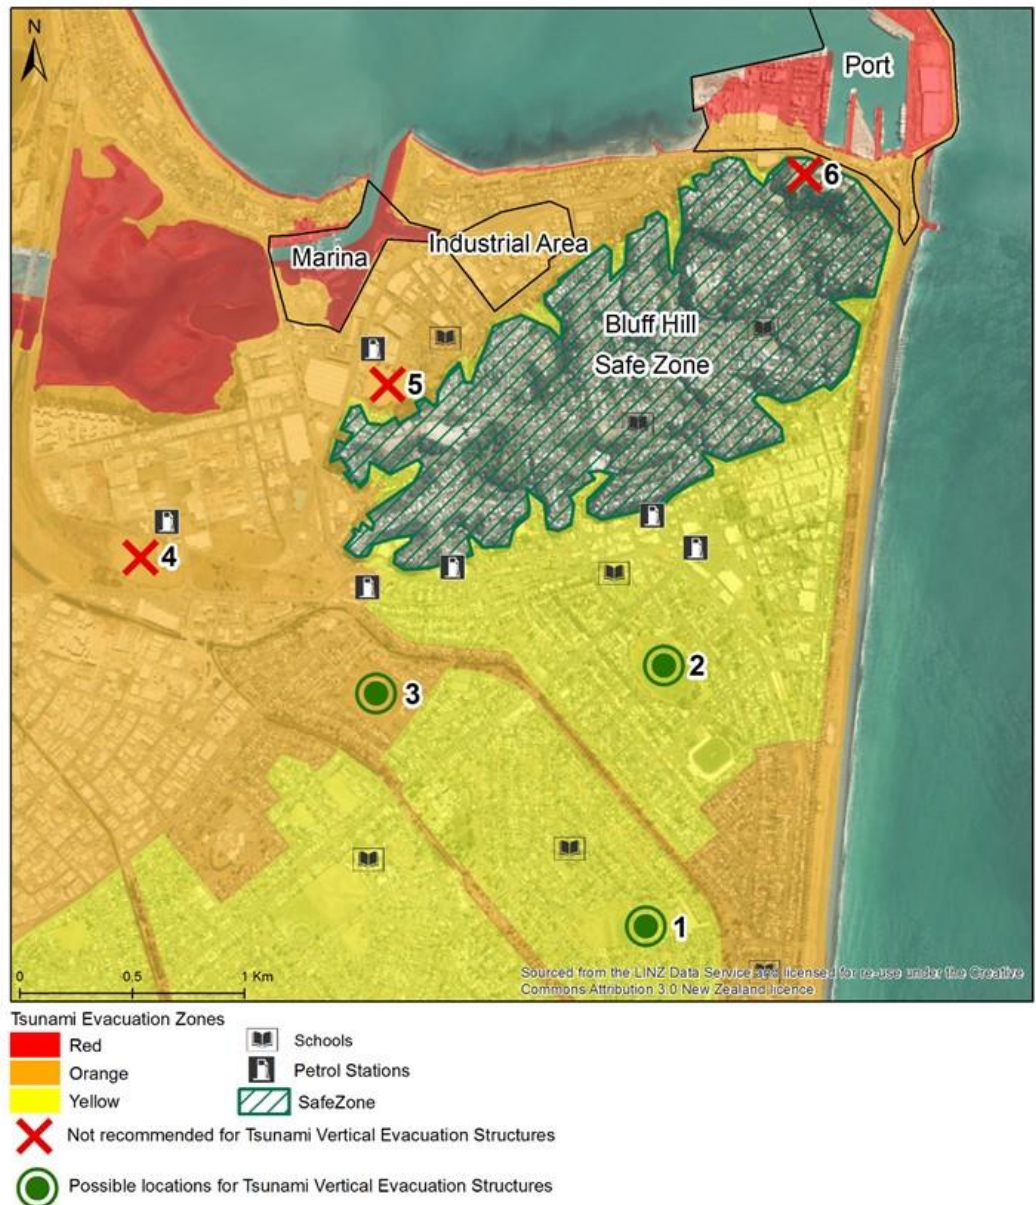 N
Port
6
Industrial Area
Marina
Bluff Hill
Safe Zone
5
4
2
3
1
0 0.5 1 Km
Sourced from the LINZ Data Service and licensed for re-use under the Creative
Commons Attribution 3.0 New Zealand licence
Tsunami Evacuation Zones
Red
Orange
Yellow
Schools
Petrol Stations
SafeZone
Not recommended for Tsunami Vertical Evacuation Structures
Possible locations for Tsunami Vertical Evacuation Structures